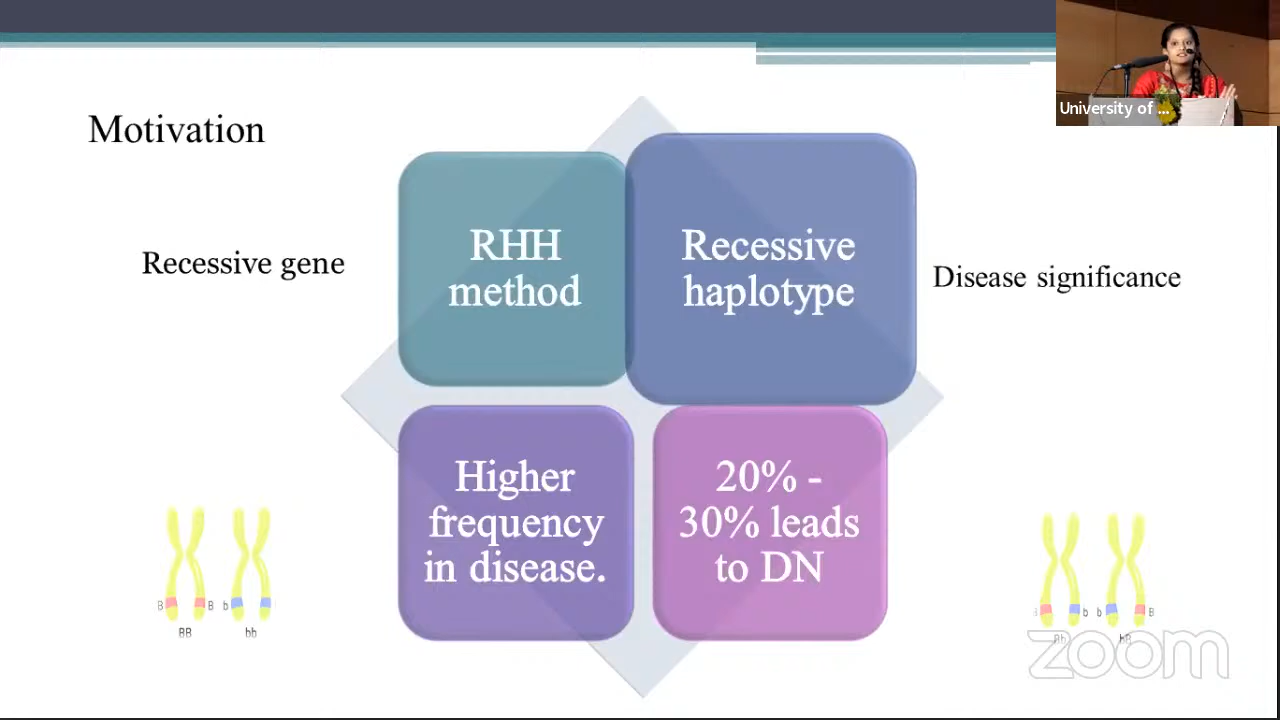 University of ...
Motivation
Recessive gene
RHH
method
Recessive
haplotype
Disease significance
Higher
frequency
in disease.
20% -
30% leads
to DN
B B b
BB bb
b b B
zoom